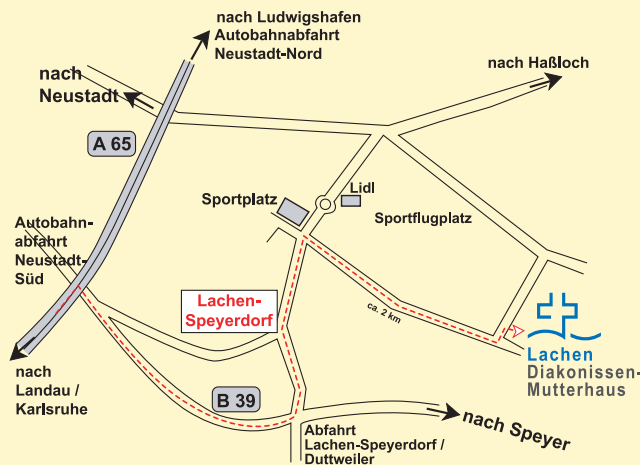 nach Ludwigshafen
Autobahnabfahrt
Neustadt-Nord
nach
Neustadt
nach Haßloch
A 65
Sportplatz
Lidl
Sportflugplatz
Autobahn-
abfahrt
Neustadt-
Süd
Lachen-
Speyerdorf
ca. 2 km
Lachen
Diakonissen-
Mutterhaus
nach
Landau /
Karlsruhe
B 39
nach Speyer
Abfahrt
Lachen-Speyerdorf /
Duttweiler